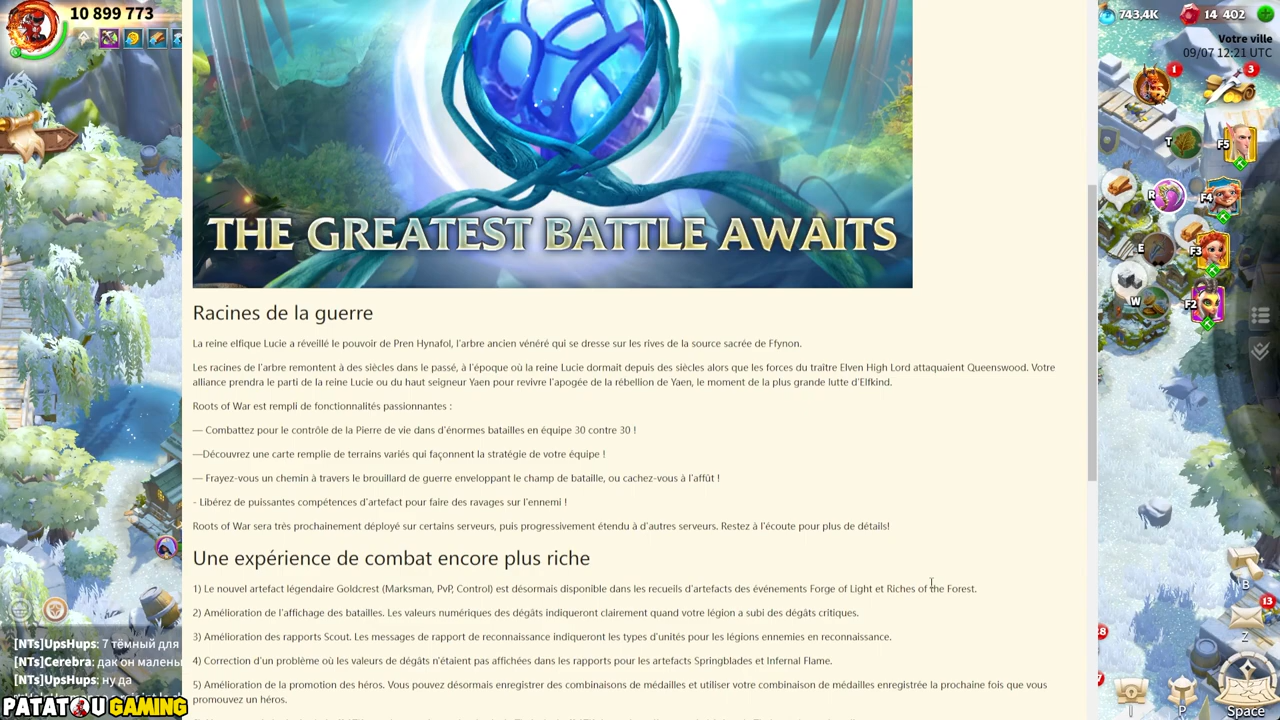 10 899 773
743,4K
14 402
Votre ville
09/07 12:21 UTC
1
3
T
F5
R
F4
E
F3
W
F2
THE GREATEST BATTLE AWAITS
Racines de la guerre
La reine elfique Lucie a réveillé le pouvoir de Pren Hynafol, l'arbre ancien vénéré qui se dresse sur les rives de la source sacrée de Ffynon.
Les racines de l'arbre remontent à des siècles dans le passé, à l'époque où la reine Lucie dormait depuis des siècles alors que les forces du traître Elven High Lord attaquaient Queenswood. Votre
alliance prendra le parti de la reine Lucie ou du haut seigneur Yaen pour revivre l'apogée de la rébellion de Yaen, le moment de la plus grande lutte d'Elfkind.
Roots of War est rempli de fonctionnalités passionnantes :
— Combattez pour le contrôle de la Pierre de vie dans d'énormes batailles en équipe 30 contre 30 !
—Découvrez une carte remplie de terrains variés qui façonnent la stratégie de votre équipe !
— Frayez-vous un chemin à travers le brouillard de guerre enveloppant le champ de bataille, ou cachez-vous à l'affût !
- Libérez de puissantes compétences d'artefact pour faire des ravages sur l'ennemi !
Roots of War sera très prochainement déployé sur certains serveurs, puis progressivement étendu à d'autres serveurs. Restez à l'écoute pour plus de détails!
Une expérience de combat encore plus riche
1) Le nouvel artefact légendaire Goldcrest (Marksman, PvP, Control) est désormais disponible dans les recueils d'artefacts des événements Forge of Light et Riches of the Forest.
2) Amélioration de l'affichage des batailles. Les valeurs numériques des dégâts indiqueront clairement quand votre légion a subi des dégâts critiques.
3) Amélioration des rapports Scout. Les messages de rapport de reconnaissance indiqueront les types d'unités pour les légions ennemies en reconnaissance.
4) Correction d'un problème où les valeurs de dégâts n'étaient pas affichées dans les rapports pour les artefacts Springblades et Infernal Flame.
5) Amélioration de la promotion des héros. Vous pouvez désormais enregistrer des combinaisons de médailles et utiliser votre combinaison de médailles enregistrée la prochaine fois que vous
promouvez un héros.
[NTs]UpsHups: 7 тёмный для
[NTs]Cerebra: дак он малены
[NTs]UpsHups: ну да
PATATOU GAMING
B
13
Z
28
I
P
Space